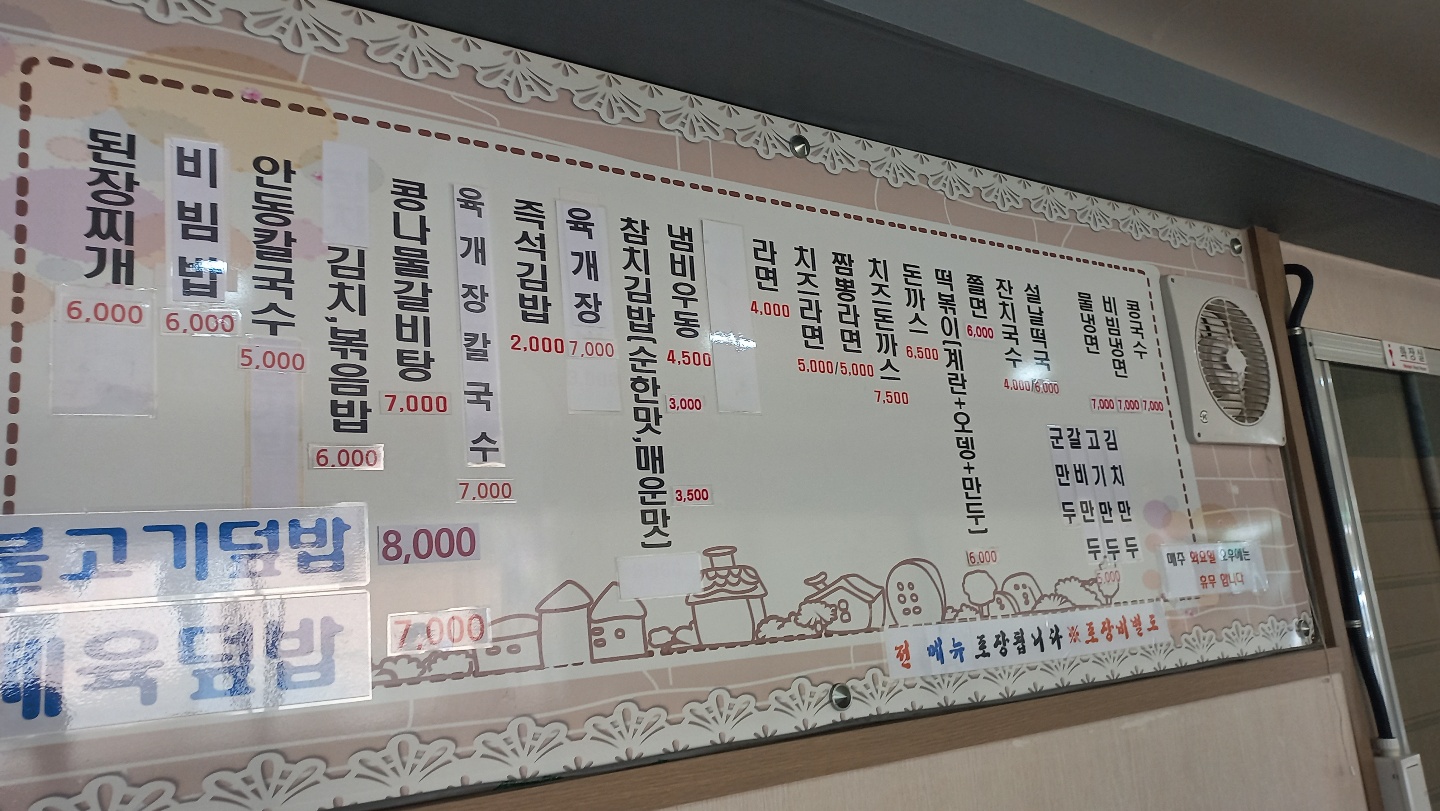 된장찌개
6,000
비빔밥
6,000
안동칼국수
5,000
김치볶음밥
6,000
콩나물갈비탕
7,000
육개장칼국수
7,000
즉석김밥
2,000
육개장
7,000
참치김밥(순한맛,매운맛)
3,000
3,500
냄비우동
4,500
라면
4,000
치즈라면
짬뽕라면
5,000/5,000
치즈돈까스
7,500
돈까스
6,500
떡볶이(계란+오뎅+만두)
6,000
쫄면
6,000
잔치국수
설날떡국
4,000/6,000
물냉면
비빔냉면
콩국수
7,000 7,000 7,000
군만두
갈비만두
고기만두
김치만두
5,000
불고기덮밥
8,000
제육덮밥
7,000
매주 화요일 오후에는
휴무 합니다
전 메뉴 포장됩니다 ※포장비별도
화장실